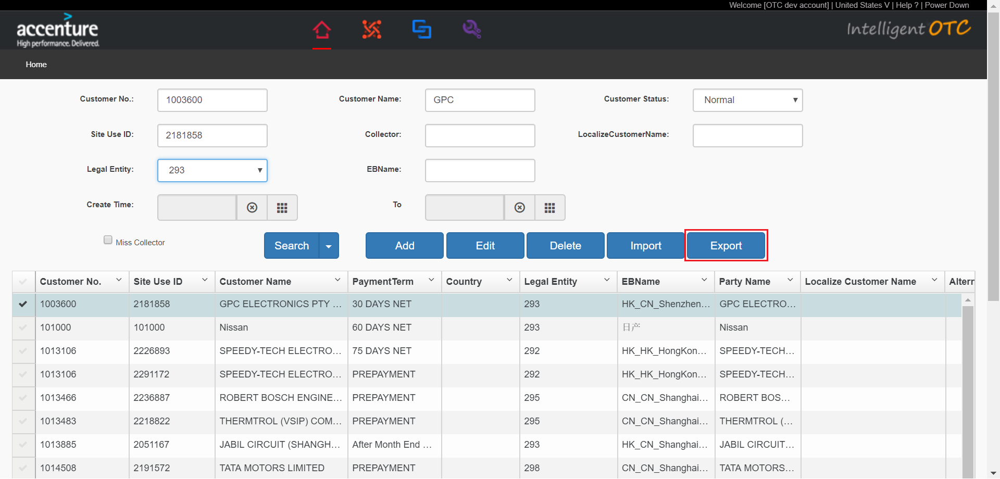 Welcome [OTC dev account] | United States V | Help ? | Power Down
accenture
High performance. Delivered.
Intelligent OTC
Home
Customer No.: 1003600 Customer Name: GPC Customer Status: Normal
Site Use ID: 2181858 Collector: LocalizeCustomerName:
Legal Entity: 293 EBName:
Create Time: To
Miss Collector Search Add Edit Delete Import Export
Customer No. Site Use ID Customer Name PaymentTerm Country Legal Entity EBName Party Name Localize Customer Name Altern
1003600 2181858 GPC ELECTRONICS PTY ... 30 DAYS NET 293 HK_CN_Shenzhen... GPC ELECTRO...
101000 101000 Nissan 60 DAYS NET 293 日产 Nissan
1013106 2226893 SPEEDY-TECH ELECTRO... 75 DAYS NET 292 HK_HK_HongKon... SPEEDY-TECH...
1013106 2291172 SPEEDY-TECH ELECTRO... PREPAYMENT 292 HK_HK_HongKon... SPEEDY-TECH...
1013466 2236887 ROBERT BOSCH ENGINE... PREPAYMENT 295 CN_CN_Shanghai... ROBERT BOS...
1013483 2218822 THERMTROL (VSIP) COM... PREPAYMENT 295 CN_CN_Shanghai... THERMTROL (...
1013885 2051167 JABIL CIRCUIT (SHANGH... After Month End ... 293 HK_CN_Shanghai... JABIL CIRCUIT...
1014508 2191572 TATA MOTORS LIMITED PREPAYMENT 298 CN_CN_Shanghai... TATA MOTORS...